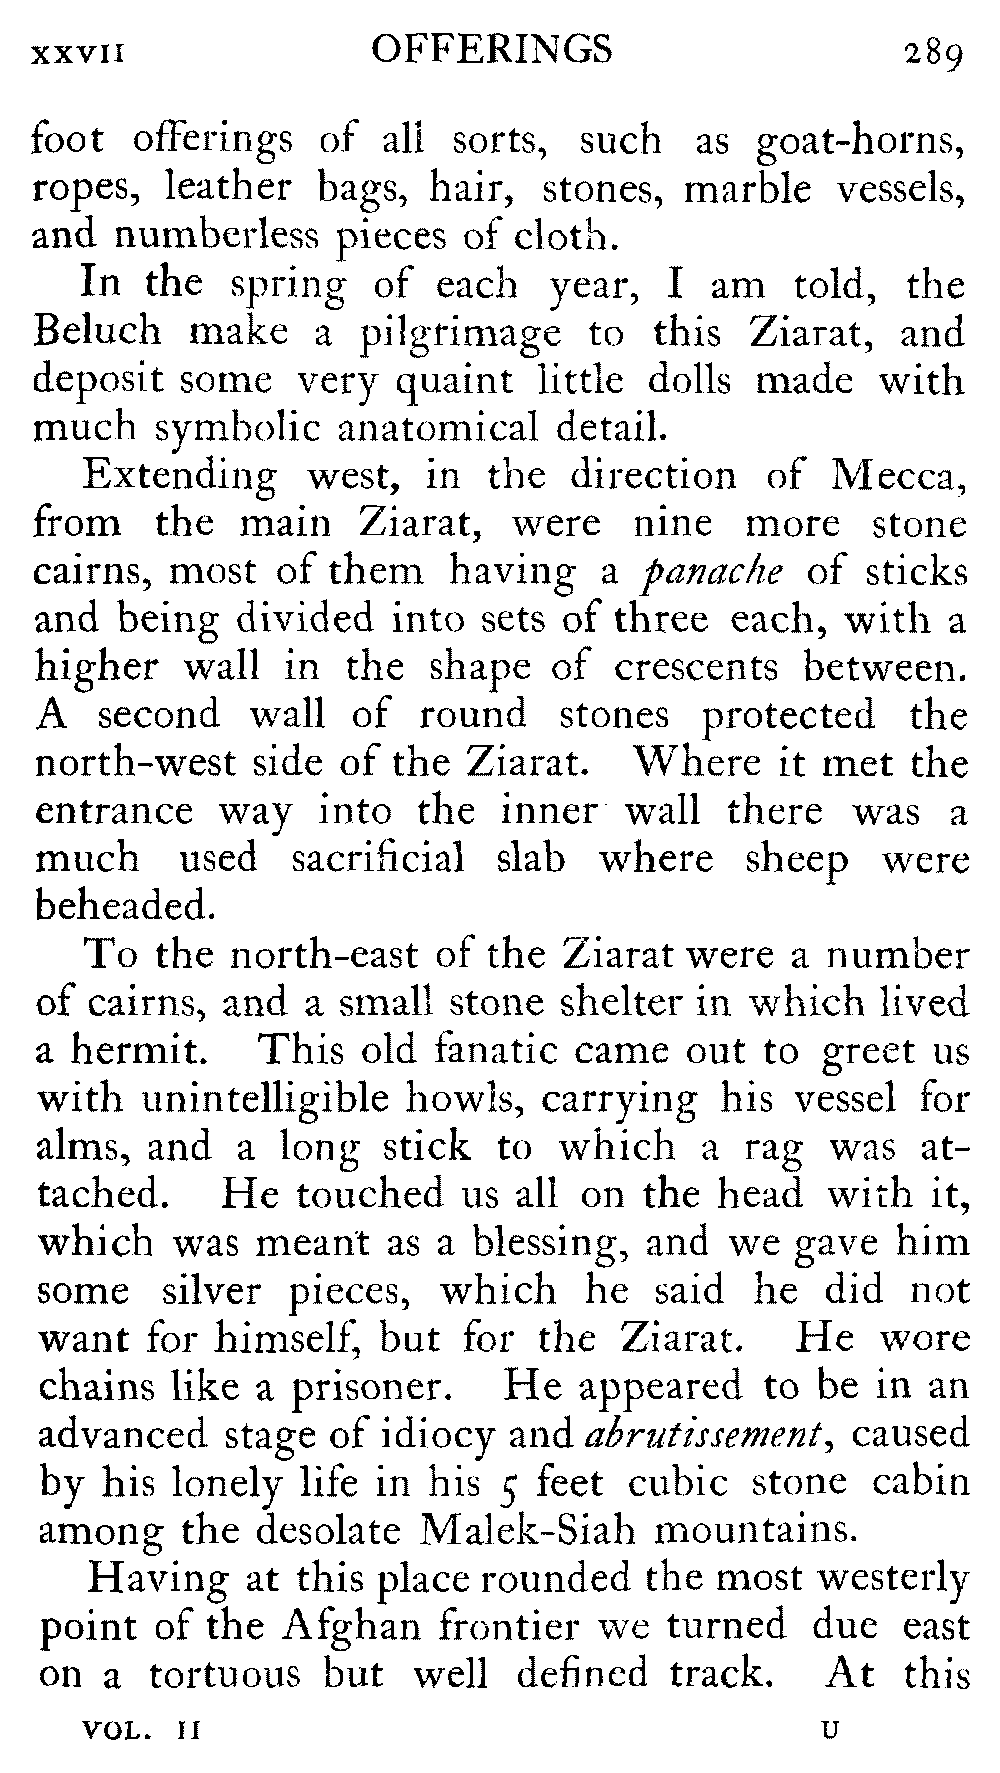 XXVII OFFERINGS 289
foot offerings of all sorts, such as goat-horns,
ropes, leather bags, hair, stones, marble vessels,
and numberless pieces of cloth.
In the spring of each year, I am told, the
Beluch make a pilgrimage to this Ziarat, and
deposit some very quaint little dolls made with
much symbolic anatomical detail.
Extending west, in the direction of Mecca,
from the main Ziarat, were nine more stone
cairns, most of them having a panache of sticks
and being divided into sets of three each, with a
higher wall in the shape of crescents between.
A second wall of round stones protected the
north-west side of the Ziarat. Where it met the
entrance way into the inner wall there was a
much used sacrificial slab where sheep were
beheaded.
To the north-east of the Ziarat were a number
of cairns, and a small stone shelter in which lived
a hermit. This old fanatic came out to greet us
with unintelligible howls, carrying his vessel for
alms, and a long stick to which a rag was at-
tached. He touched us all on the head with it,
which was meant as a blessing, and we gave him
some silver pieces, which he said he did not
want for himself, but for the Ziarat. He wore
chains like a prisoner. He appeared to be in an
advanced stage of idiocy and abrutissement, caused
by his lonely life in his 5 feet cubic stone cabin
among the desolate Malek-Siah mountains.
Having at this place rounded the most westerly
point of the Afghan frontier we turned due east
on a tortuous but well defined track. At this
VOL. II U